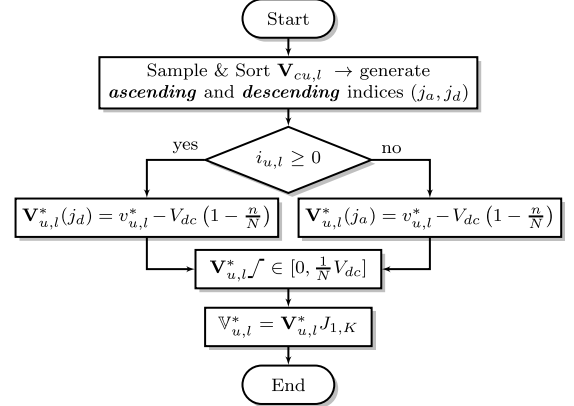 Start
Sample & Sort V_{cu,l} → generate
ascending and descending indices (j_a, j_d)
i_{u,l} ≥ 0
yes
no
V*_{u,l}(j_d) = v*_{u,l} − V_{dc} (1 − n/N)
V*_{u,l}(j_a) = v*_{u,l} − V_{dc} (1 − n/N)
V*_{u,l} ∈ [0, 1/N V_{dc}]
𝕍*_{u,l} = V*_{u,l} J_{1,K}
End